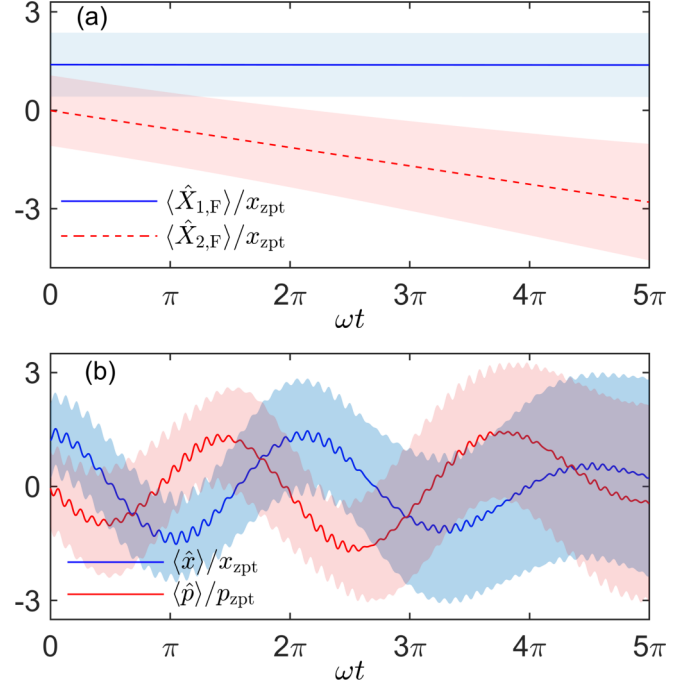 (a)
3
0
-3
⟨X̂₁,F⟩/x_zpt
⟨X̂₂,F⟩/x_zpt
0 π 2π 3π 4π 5π
ωt
(b)
3
0
-3
⟨x̂⟩/x_zpt
⟨p̂⟩/p_zpt
0 π 2π 3π 4π 5π
ωt